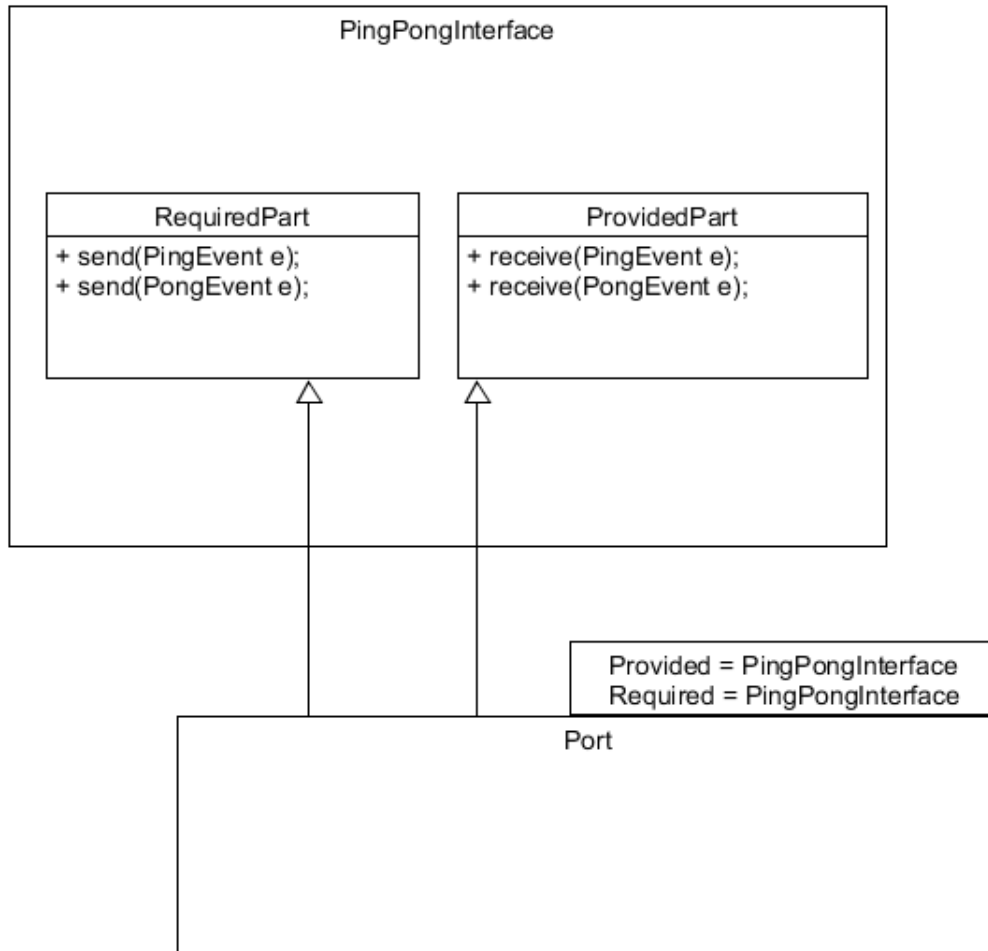 PingPongInterface
RequiredPart
+ send(PingEvent e);
+ send(PongEvent e);
ProvidedPart
+ receive(PingEvent e);
+ receive(PongEvent e);
Provided = PingPongInterface
Required = PingPongInterface
Port